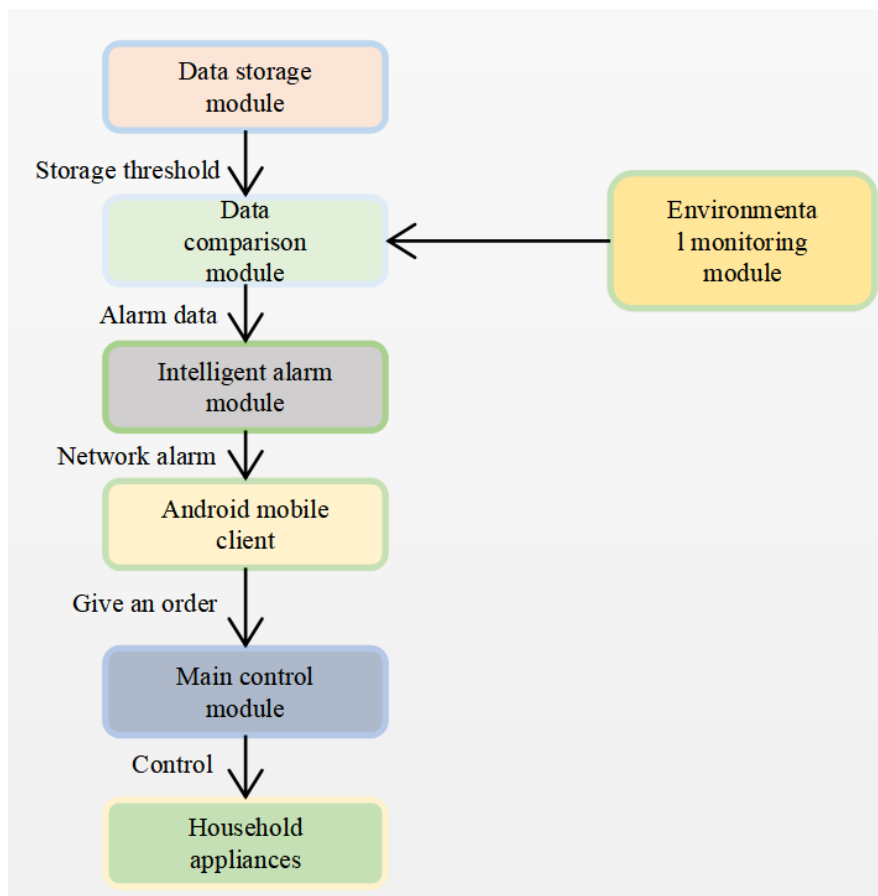 Data storage
module
Storage threshold
Data
comparison
module
Environmenta
l monitoring
module
Alarm data
Intelligent alarm
module
Network alarm
Android mobile
client
Give an order
Main control
module
Control
Household
appliances